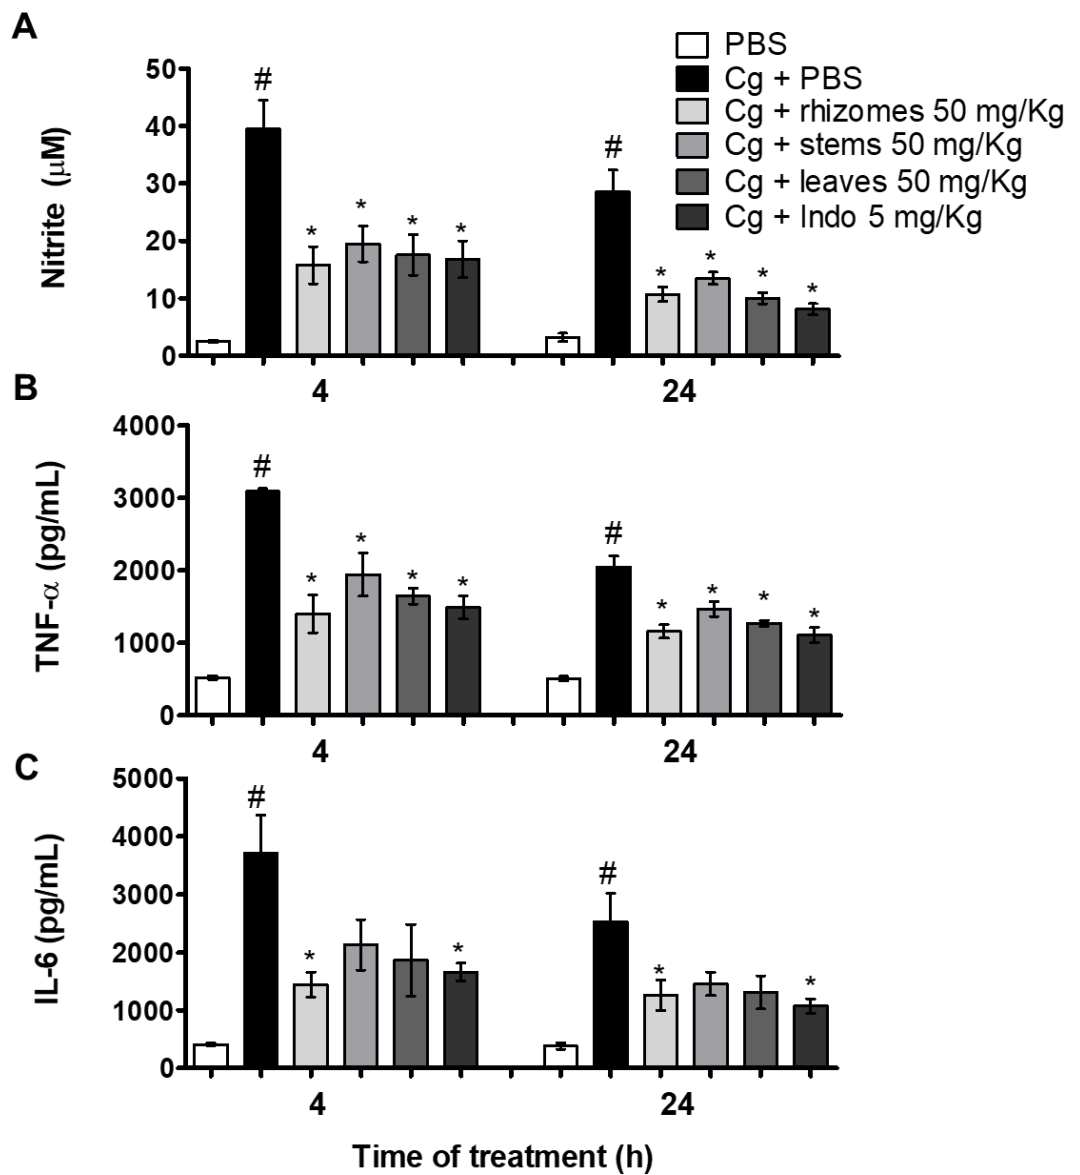 A
PBS
Cg + PBS
Cg + rhizomes 50 mg/Kg
Cg + stems 50 mg/Kg
Cg + leaves 50 mg/Kg
Cg + Indo 5 mg/Kg
Nitrite (μM)
50
40
30
20
10
0
# * * * * # * * * *
4 24
B
TNF-α (pg/mL)
4000
3000
2000
1000
0
# * * * * # * * * *
4 24
C
IL-6 (pg/mL)
5000
4000
3000
2000
1000
0
# * * # * *
4 24
Time of treatment (h)